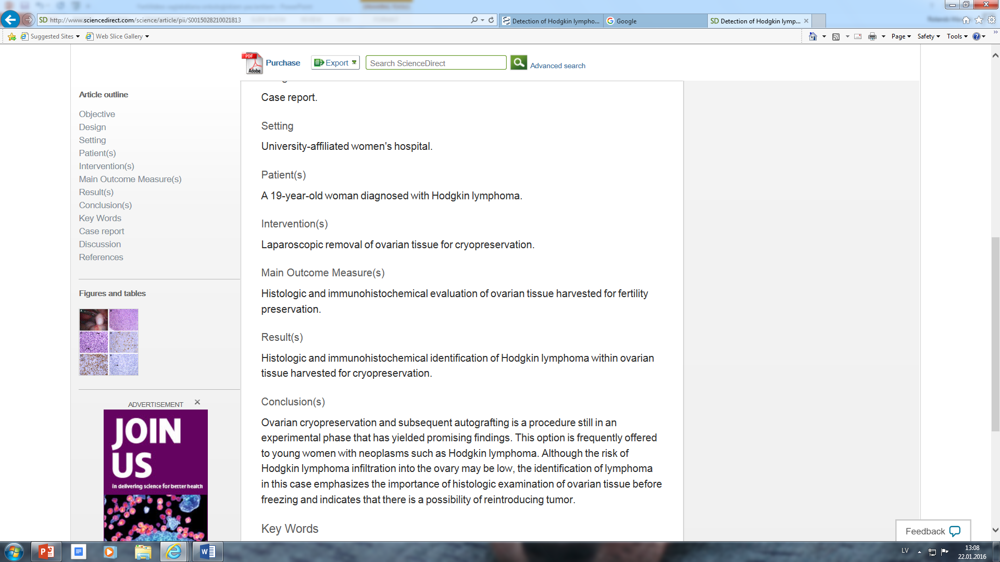 SD http://www.sciencedirect.com/science/article/pii/S0015028210021813
Detection of Hodgkin lympho...
Google
SD Detection of Hodgkin lymp...
Suggested Sites
Web Slice Gallery
Page
Safety
Tools
PDF
Adobe
Purchase
Export
Search ScienceDirect
Advanced search
Article outline
Objective
Design
Setting
Patient(s)
Intervention(s)
Main Outcome Measure(s)
Result(s)
Conclusion(s)
Key Words
Case report
Discussion
References
Figures and tables
ADVERTISEMENT
JOIN
US
In delivering science for better health
Case report.
Setting
University-affiliated women's hospital.
Patient(s)
A 19-year-old woman diagnosed with Hodgkin lymphoma.
Intervention(s)
Laparoscopic removal of ovarian tissue for cryopreservation.
Main Outcome Measure(s)
Histologic and immunohistochemical evaluation of ovarian tissue harvested for fertility
preservation.
Result(s)
Histologic and immunohistochemical identification of Hodgkin lymphoma within ovarian
tissue harvested for cryopreservation.
Conclusion(s)
Ovarian cryopreservation and subsequent autografting is a procedure still in an
experimental phase that has yielded promising findings. This option is frequently offered
to young women with neoplasms such as Hodgkin lymphoma. Although the risk of
Hodgkin lymphoma infiltration into the ovary may be low, the identification of lymphoma
in this case emphasizes the importance of histologic examination of ovarian tissue before
freezing and indicates that there is a possibility of reintroducing tumor.
Key Words
Feedback
LV
13:08
22.01.2016